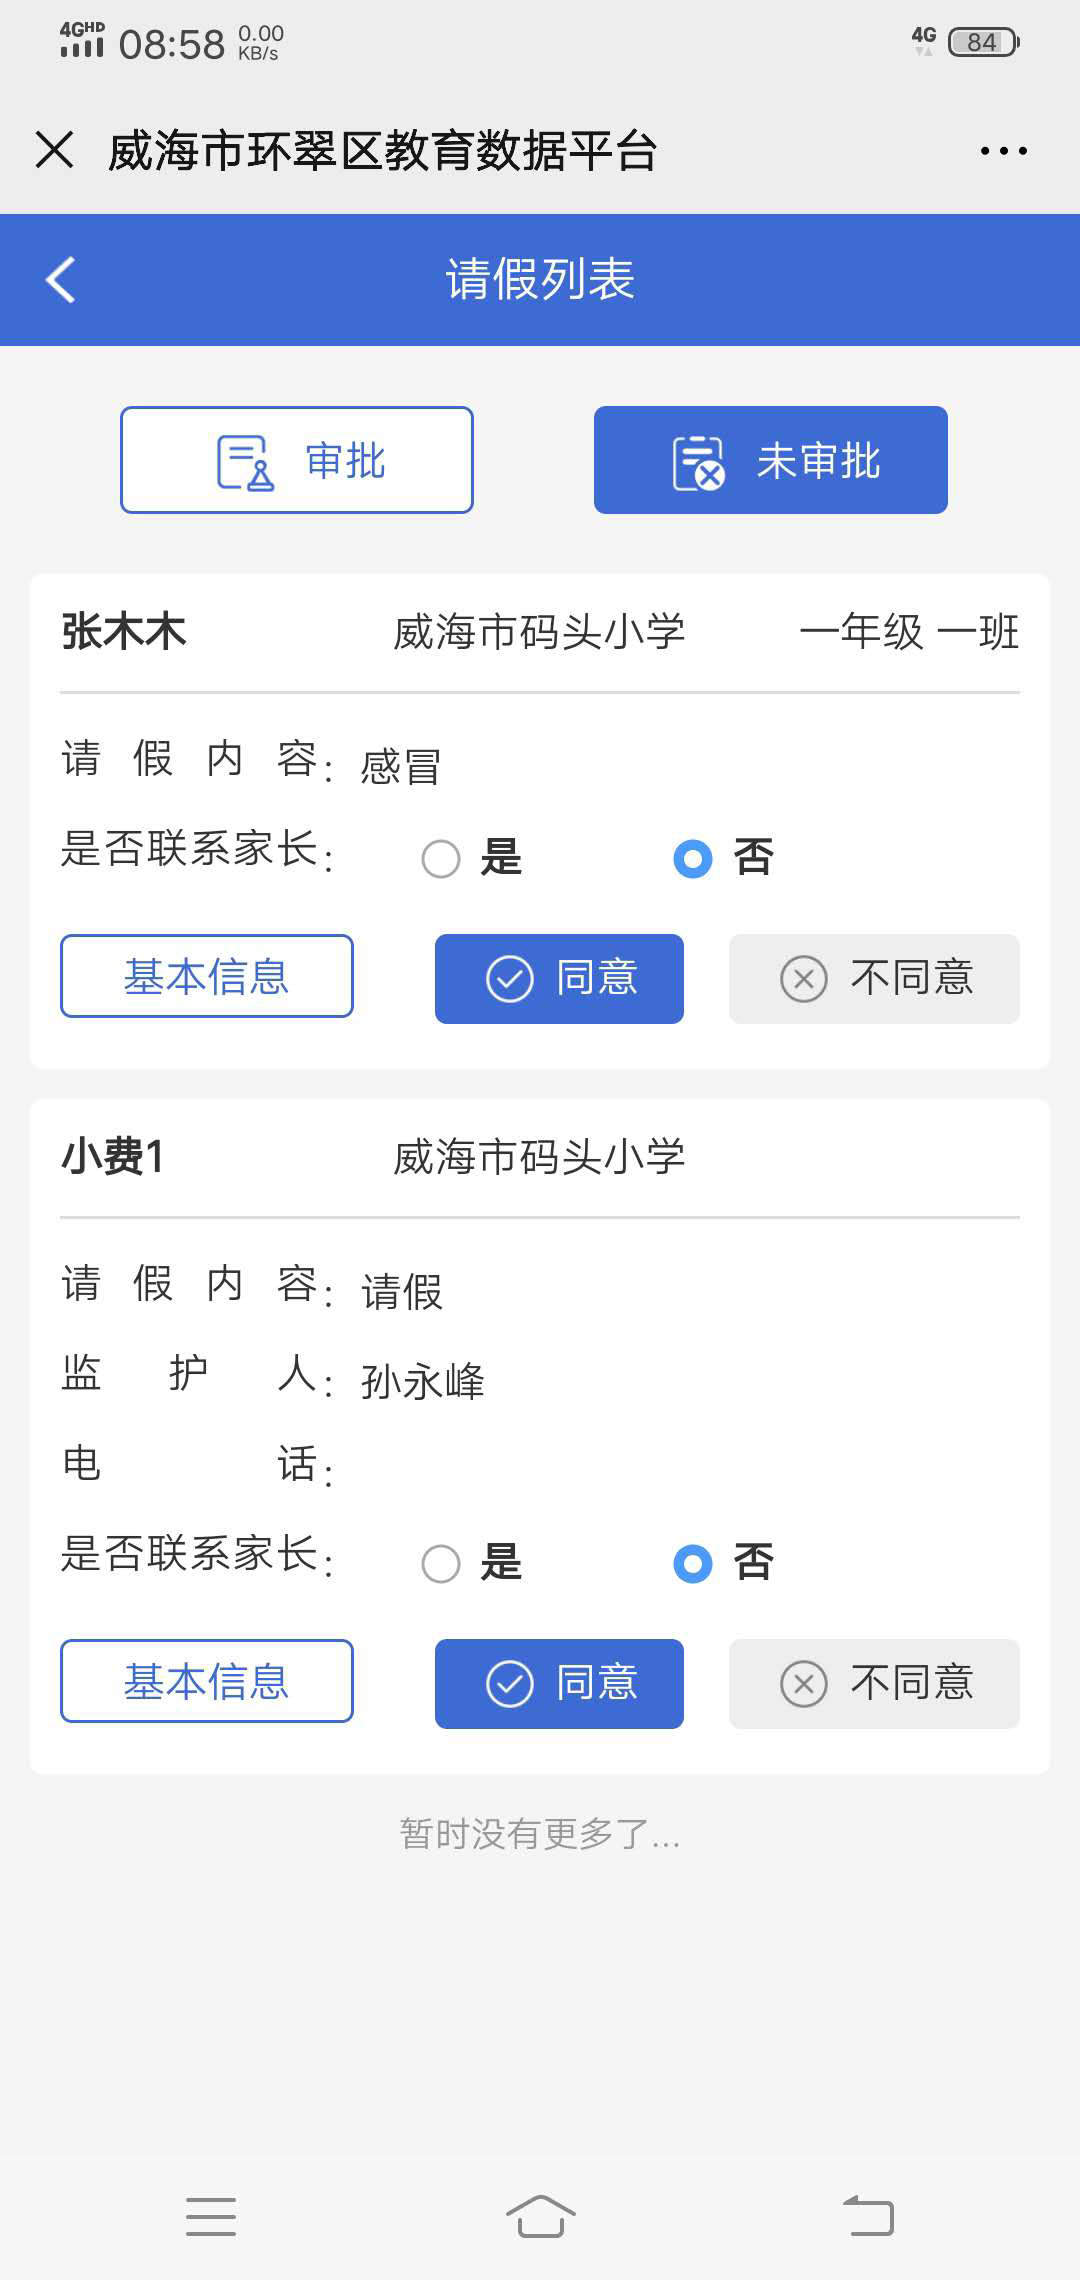 4GHD 08:58 0.00 KB/s 4G 84
威海市环翠区教育数据平台
请假列表
审批 未审批
张木木 威海市码头小学 一年级 一班
请假内容: 感冒
是否联系家长: 是 否
基本信息 同意 不同意
小费1 威海市码头小学
请假内容: 请假
监护人: 孙永峰
电话:
是否联系家长: 是 否
基本信息 同意 不同意
暂时没有更多了...